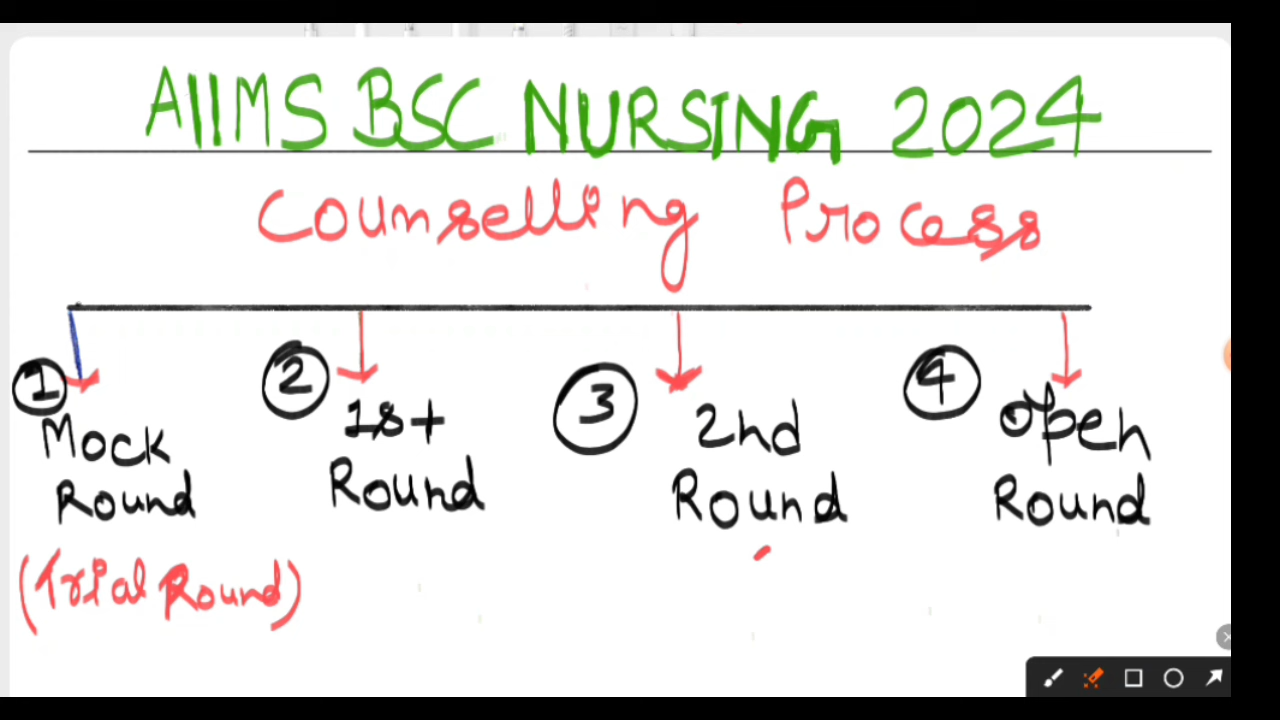 AIIMS BSC NURSING 2024
Counselling Process
1 2 3 4
Mock Round
1st Round
2nd Round
Open Round
(Trial Round)